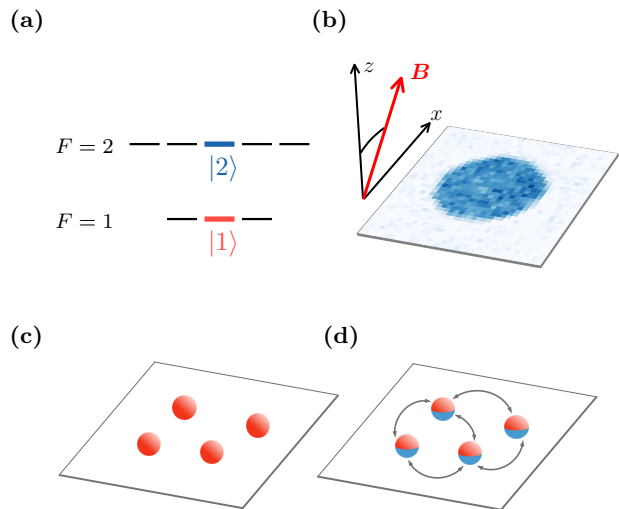 (a)
F = 2
|2⟩
F = 1
|1⟩
(b)
z
B
x
(c)
(d)